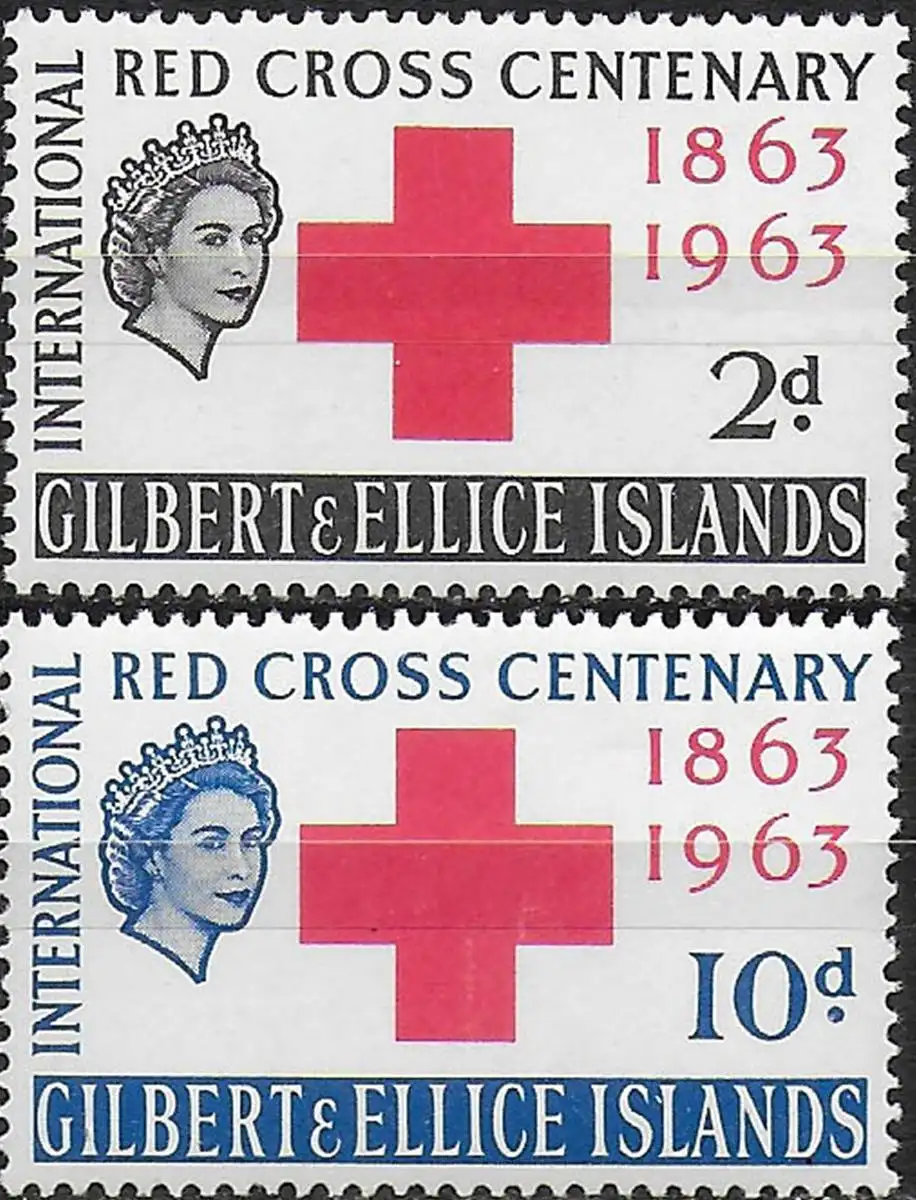 INTERNATIONAL
RED CROSS CENTENARY
1863
1963
2d.
GILBERT & ELLICE ISLANDS
INTERNATIONAL
RED CROSS CENTENARY
1863
1963
10d.
GILBERT & ELLICE ISLANDS